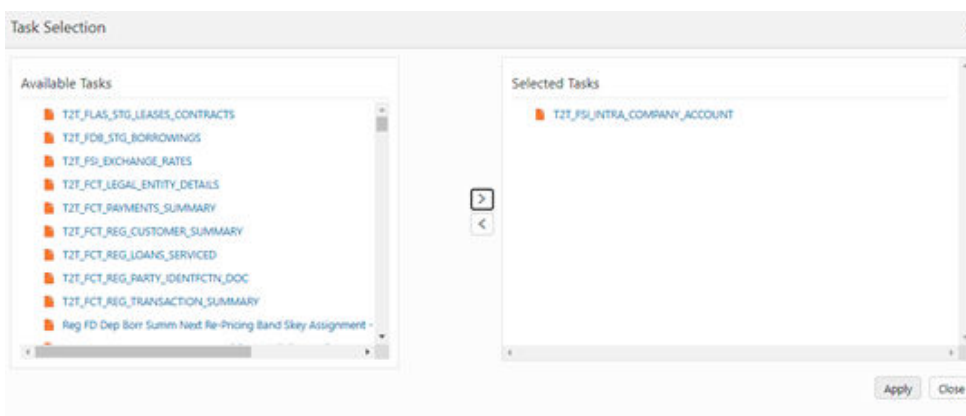 Task Selection
Available Tasks
T2T_FLAS_STG_LEASES_CONTRACTS
T2T_FDB_STG_BORROWINGS
T2T_FSI_EXCHANGE_RATES
T2T_FCT_LEGAL_ENTITY_DETAILS
T2T_FCT_PAYMENTS_SUMMARY
T2T_FCT_REG_CUSTOMER_SUMMARY
T2T_FCT_REG_LOANS_SERVICED
T2T_FCT_REG_PARTY_IDENTFCTN_DOC
T2T_FCT_REG_TRANSACTION_SUMMARY
Reg FD Dep Borr Summ Next Re-Pricing Band Skey Assignment -
Selected Tasks
T2T_FSI_INTRA_COMPANY_ACCOUNT
Apply
Close